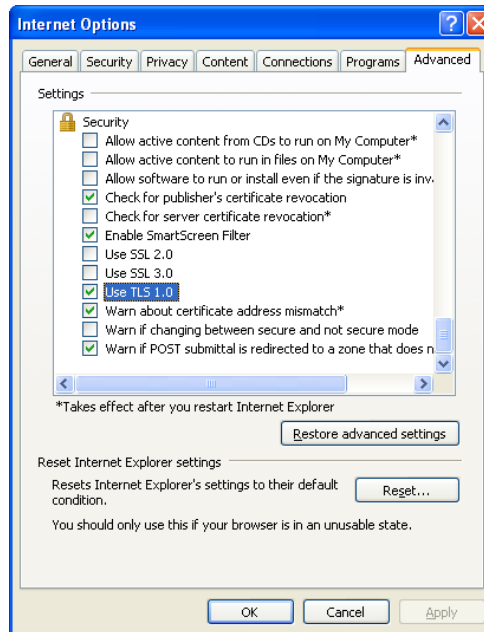 Internet Options
General Security Privacy Content Connections Programs Advanced
Settings
Security
Allow active content from CDs to run on My Computer*
Allow active content to run in files on My Computer*
Allow software to run or install even if the signature is
Check for publisher's certificate revocation
Check for server certificate revocation*
Enable SmartScreen Filter
Use SSL 2.0
Use SSL 3.0
Use TLS 1.0
Warn about certificate address mismatch*
Warn if changing between secure and not secure mode
Warn if POST submittal is redirected to a zone that does
*Takes effect after you restart Internet Explorer
Restore advanced settings
Reset Internet Explorer settings
Resets Internet Explorer's settings to their default
condition.
Reset...
You should only use this if your browser is in an unusable state.
OK Cancel Apply